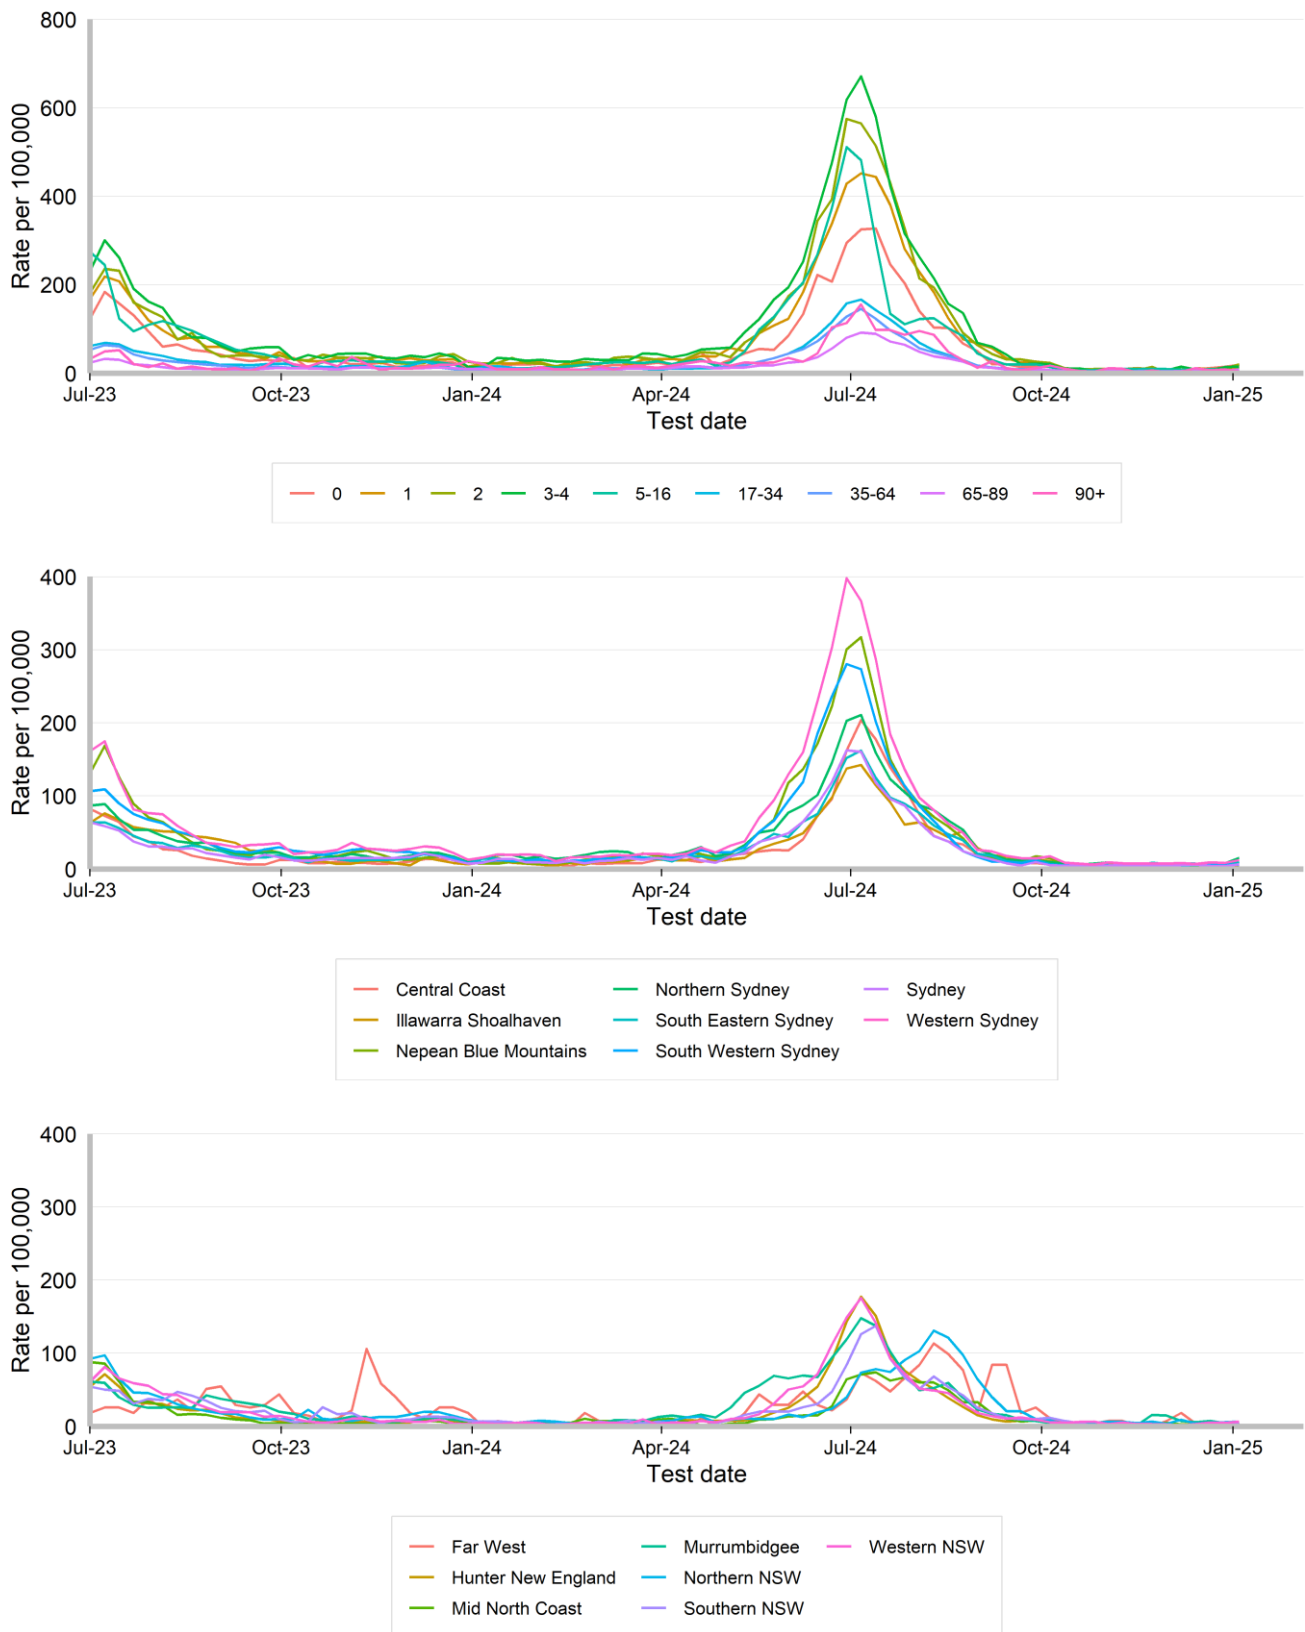 800
600
400
200
0
Rate per 100,000
Jul-23 Oct-23 Jan-24 Apr-24 Jul-24 Oct-24 Jan-25
Test date
0 1 2 3-4 5-16 17-34 35-64 65-89 90+
400
300
200
100
0
Rate per 100,000
Jul-23 Oct-23 Jan-24 Apr-24 Jul-24 Oct-24 Jan-25
Test date
Central Coast Northern Sydney Sydney
Illawarra Shoalhaven South Eastern Sydney Western Sydney
Nepean Blue Mountains South Western Sydney
400
300
200
100
0
Rate per 100,000
Jul-23 Oct-23 Jan-24 Apr-24 Jul-24 Oct-24 Jan-25
Test date
Far West Murrumbidgee Western NSW
Hunter New England Northern NSW
Mid North Coast Southern NSW